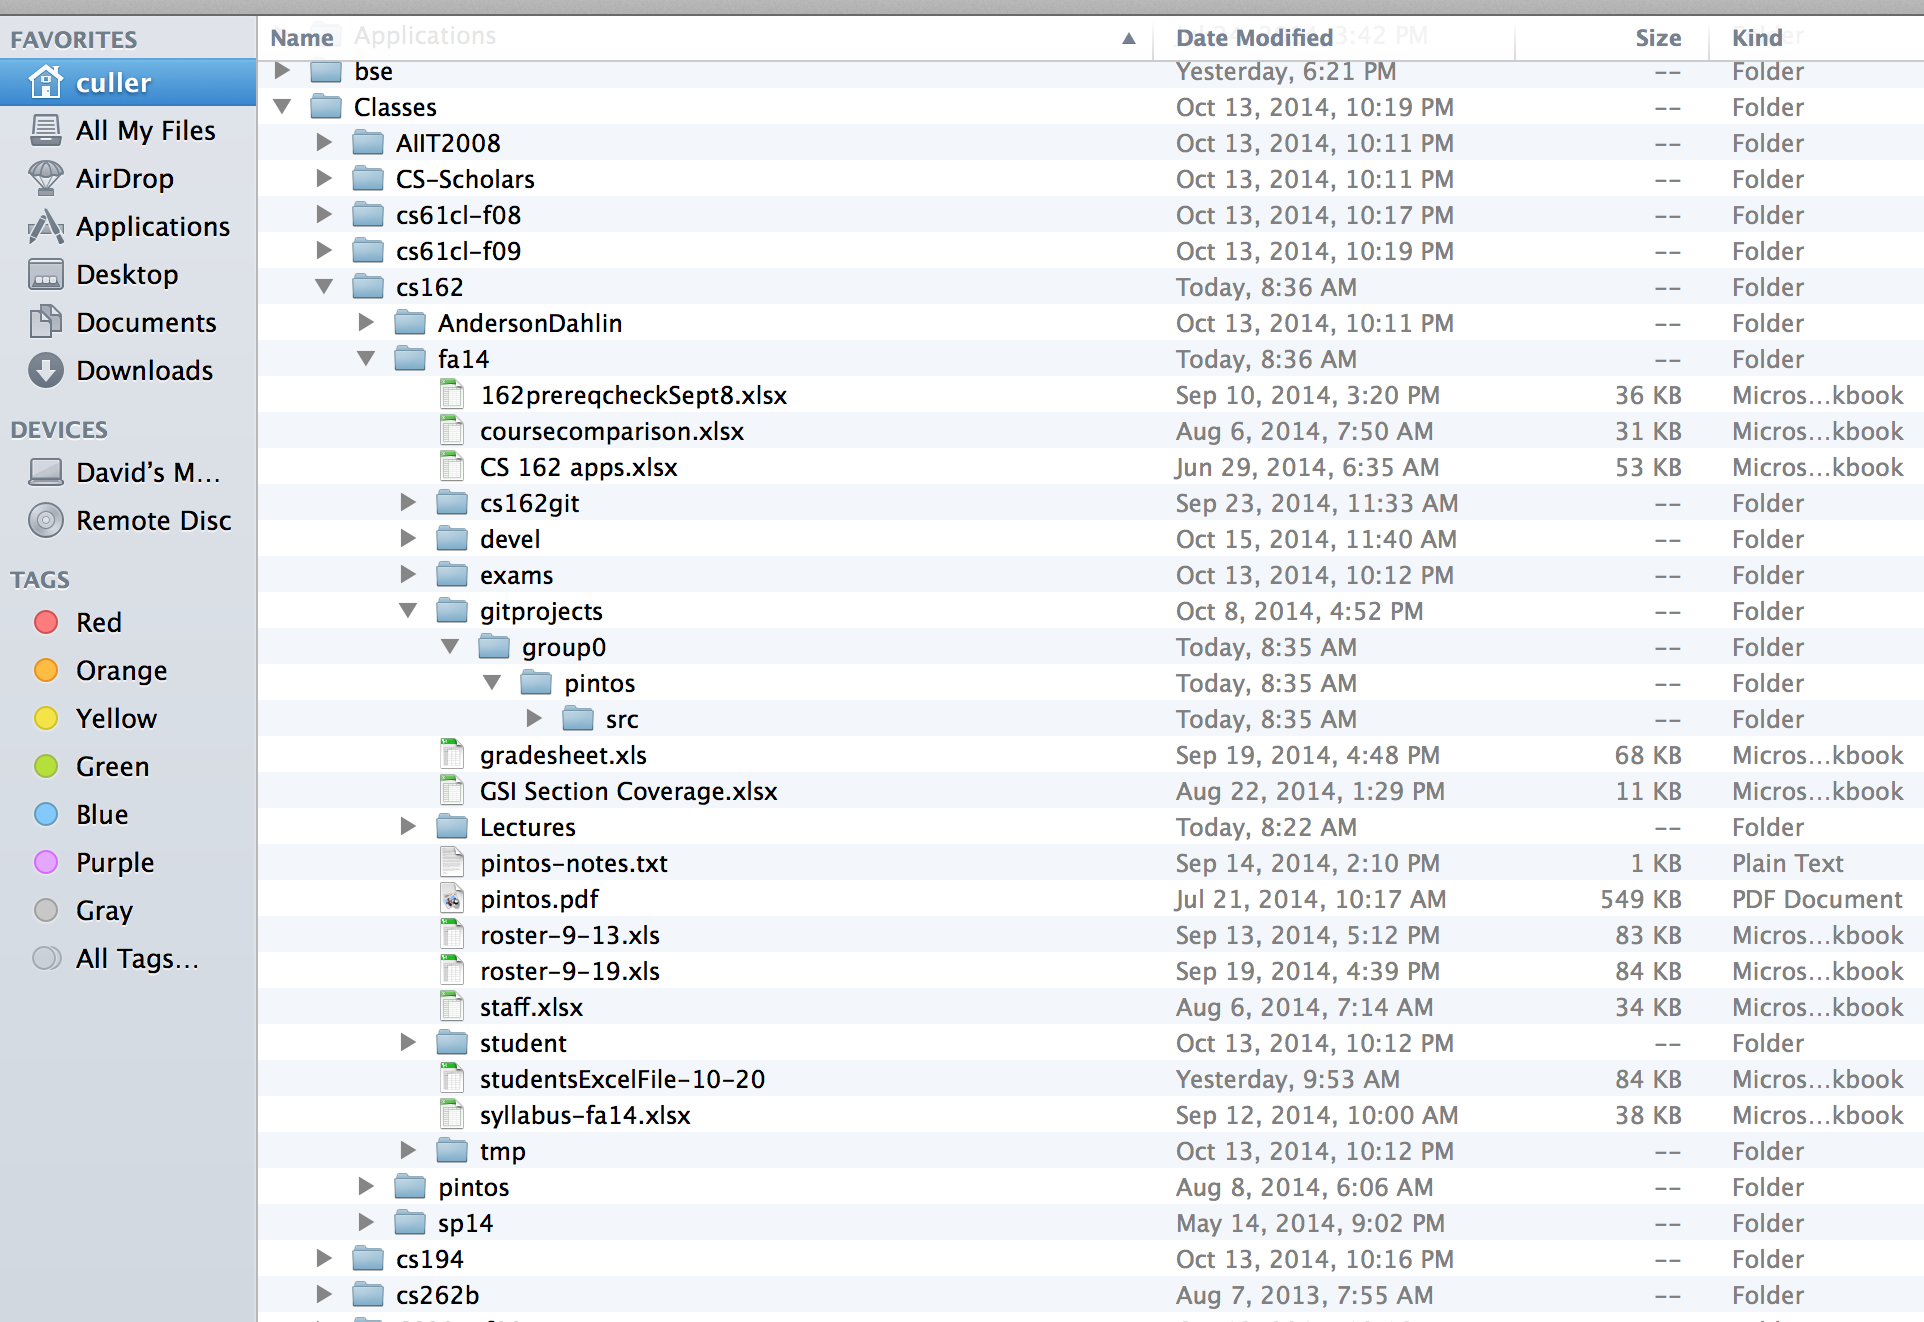 FAVORITES
culler
All My Files
AirDrop
Applications
Desktop
Documents
Downloads
DEVICES
David's M...
Remote Disc
TAGS
Red
Orange
Yellow
Green
Blue
Purple
Gray
All Tags...
Name Applications Date Modified 3:42 PM Size Kind
bse Yesterday, 6:21 PM -- Folder
Classes Oct 13, 2014, 10:19 PM -- Folder
AIIT2008 Oct 13, 2014, 10:11 PM -- Folder
CS-Scholars Oct 13, 2014, 10:11 PM -- Folder
cs61cl-f08 Oct 13, 2014, 10:17 PM -- Folder
cs61cl-f09 Oct 13, 2014, 10:19 PM -- Folder
cs162 Today, 8:36 AM -- Folder
AndersonDahlin Oct 13, 2014, 10:11 PM -- Folder
fa14 Today, 8:36 AM -- Folder
162prereqcheckSept8.xlsx Sep 10, 2014, 3:20 PM 36 KB Micros...kbook
coursecomparison.xlsx Aug 6, 2014, 7:50 AM 31 KB Micros...kbook
CS 162 apps.xlsx Jun 29, 2014, 6:35 AM 53 KB Micros...kbook
cs162git Sep 23, 2014, 11:33 AM -- Folder
devel Oct 15, 2014, 11:40 AM -- Folder
exams Oct 13, 2014, 10:12 PM -- Folder
gitprojects Oct 8, 2014, 4:52 PM -- Folder
group0 Today, 8:35 AM -- Folder
pintos Today, 8:35 AM -- Folder
src Today, 8:35 AM -- Folder
gradesheet.xls Sep 19, 2014, 4:48 PM 68 KB Micros...kbook
GSI Section Coverage.xlsx Aug 22, 2014, 1:29 PM 11 KB Micros...kbook
Lectures Today, 8:22 AM -- Folder
pintos-notes.txt Sep 14, 2014, 2:10 PM 1 KB Plain Text
pintos.pdf Jul 21, 2014, 10:17 AM 549 KB PDF Document
roster-9-13.xls Sep 13, 2014, 5:12 PM 83 KB Micros...kbook
roster-9-19.xls Sep 19, 2014, 4:39 PM 84 KB Micros...kbook
staff.xlsx Aug 6, 2014, 7:14 AM 34 KB Micros...kbook
student Oct 13, 2014, 10:12 PM -- Folder
studentsExcelFile-10-20 Yesterday, 9:53 AM 84 KB Micros...kbook
syllabus-fa14.xlsx Sep 12, 2014, 10:00 AM 38 KB Micros...kbook
tmp Oct 13, 2014, 10:12 PM -- Folder
pintos Aug 8, 2014, 6:06 AM -- Folder
sp14 May 14, 2014, 9:02 PM -- Folder
cs194 Oct 13, 2014, 10:16 PM -- Folder
cs262b Aug 7, 2013, 7:55 AM -- Folder